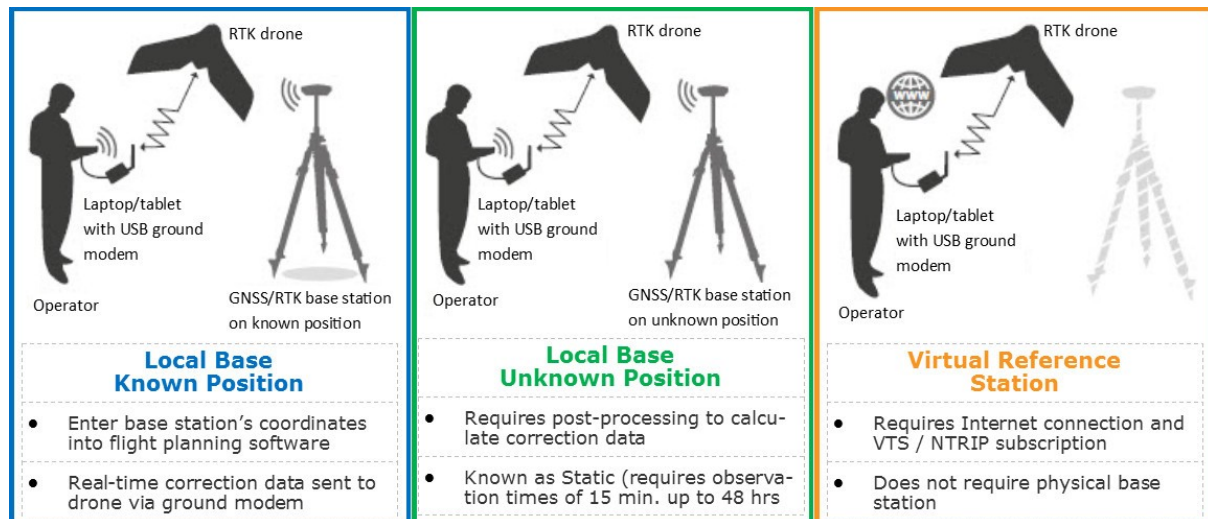 RTK drone
Laptop/tablet
with USB ground
modem
Operator
GNSS/RTK base station
on known position
Local Base
Known Position
● Enter base station's coordinates
into flight planning software
● Real-time correction data sent to
drone via ground modem
RTK drone
Laptop/tablet
with USB ground
modem
Operator
GNSS/RTK base station
on unknown position
Local Base
Unknown Position
● Requires post-processing to calcu-
late correction data
● Known as Static (requires observa-
tion times of 15 min. up to 48 hrs
RTK drone
www
Laptop/tablet
with USB ground
modem
Operator
Virtual Reference
Station
● Requires Internet connection and
VTS / NTRIP subscription
● Does not require physical base
station